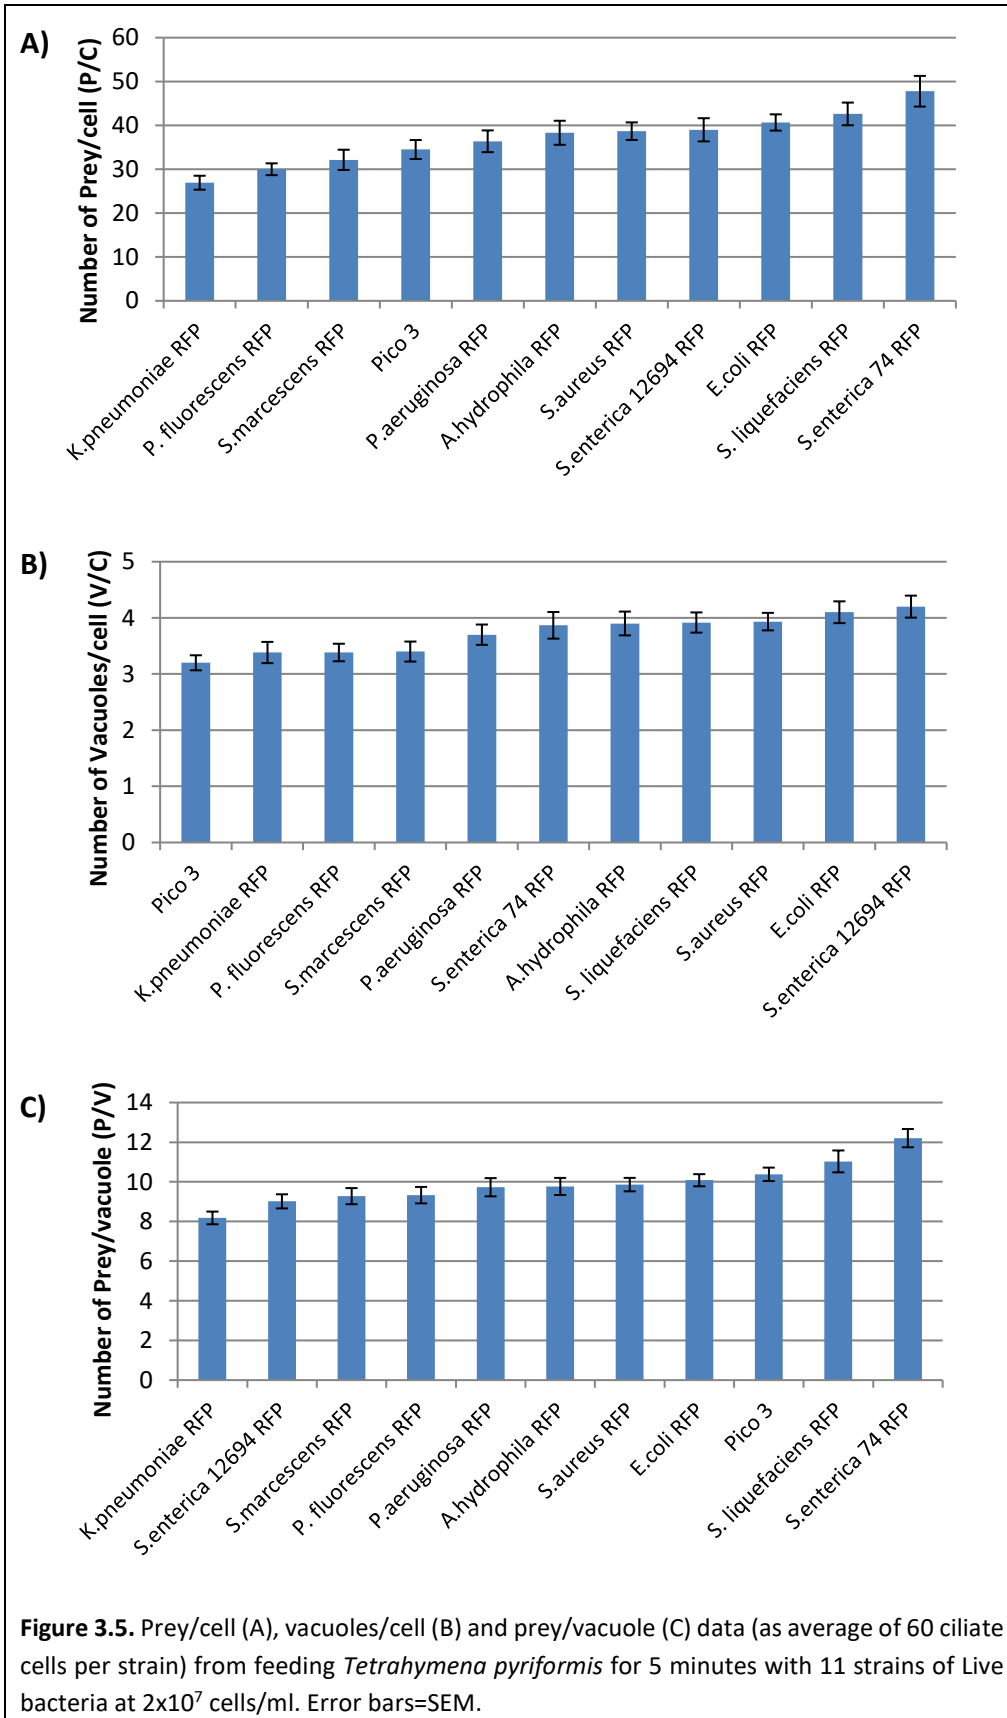 A)
Number of Prey/cell (P/C)
60
50
40
30
20
10
0
K.pneumoniae RFP
P. fluorescens RFP
S.marcescens RFP
Pico 3
P.aeruginosa RFP
A.hydrophila RFP
S.aureus RFP
S.enterica 12694 RFP
E.coli RFP
S. liquefaciens RFP
S.enterica 74 RFP
B)
Number of Vacuoles/cell (V/C)
5
4
3
2
1
0
Pico 3
K.pneumoniae RFP
P. fluorescens RFP
S.marcescens RFP
P.aeruginosa RFP
S.enterica 74 RFP
A.hydrophila RFP
S. liquefaciens RFP
S.aureus RFP
E.coli RFP
S.enterica 12694 RFP
C)
Number of Prey/vacuole (P/V)
14
12
10
8
6
4
2
0
K.pneumoniae RFP
S.enterica 12694 RFP
S.marcescens RFP
P. fluorescens RFP
P.aeruginosa RFP
A.hydrophila RFP
S.aureus RFP
E.coli RFP
Pico 3
S. liquefaciens RFP
S.enterica 74 RFP
Figure 3.5. Prey/cell (A), vacuoles/cell (B) and prey/vacuole (C) data (as average of 60 ciliate
cells per strain) from feeding Tetrahymena pyriformis for 5 minutes with 11 strains of Live
bacteria at 2x10⁷ cells/ml. Error bars=SEM.